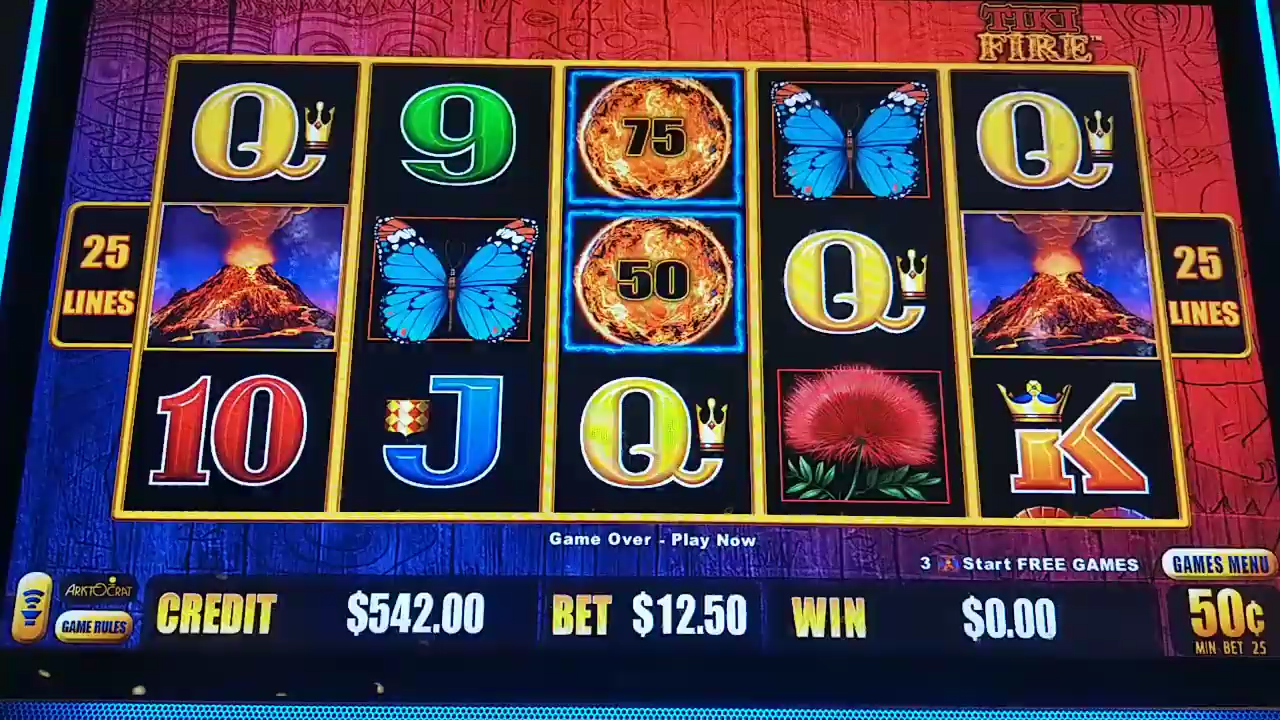 TIKI
FIRE™
Q 9 75 Q
25
LINES
50 Q
25
LINES
10 J Q K
Game Over - Play Now
3 Start FREE GAMES
GAMES MENU
ARISTOCRAT
GAME RULES
CREDIT $542.00 BET $12.50 WIN $0.00
50¢
MIN BET 25